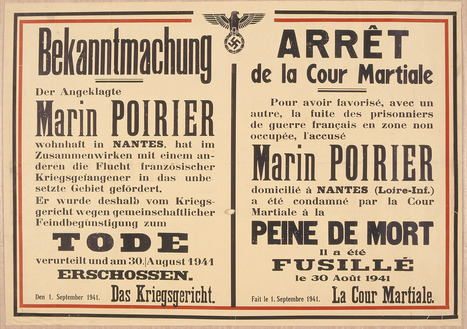 Bekanntmachung
Der Angeklagte
Marin POIRIER
wohnhaft in NANTES, hat im
Zusammenwirken mit einem an-
deren die Flucht französischer
Kriegsgefangener in das unbe-
setzte Gebiet gefördert.
Er wurde deshalb vom Kriegs-
gericht wegen gemeinschaftlicher
Feindbegünstigung zum
TODE
verurteilt und am 30. August 1941
ERSCHOSSEN.
Den 1. September 1941. Das Kriegsgericht.
ARRÊT
de la Cour Martiale
Pour avoir favorisé, avec un
autre, la fuite des prisonniers
de guerre français en zone non
occupée, l'accusé
Marin POIRIER
domicilié à NANTES (Loire-Inf.)
a été condamné par la Cour
Martiale à la
PEINE DE MORT
Il a été
FUSILLÉ
le 30 Août 1941
Fait le 1. Septembre 1941. La Cour Martiale.